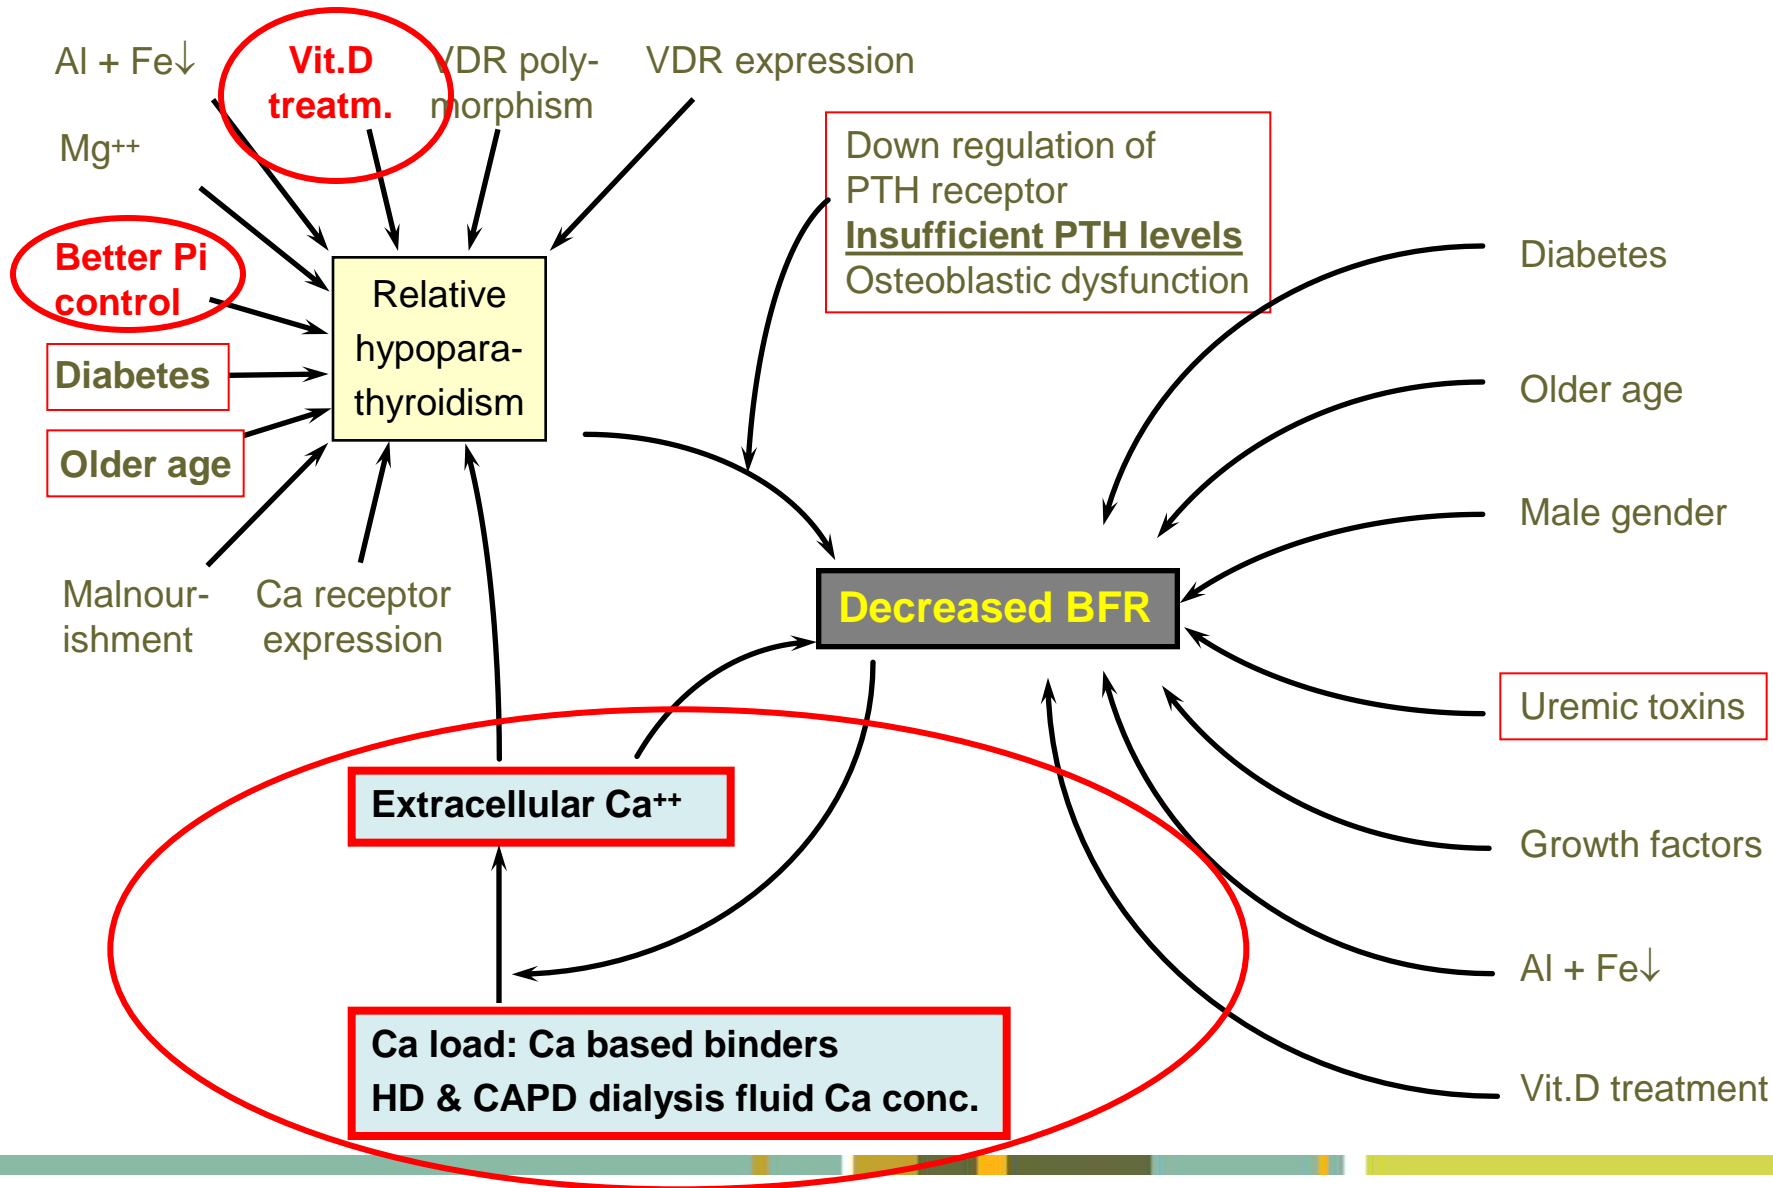 Al + Fe↓
Vit.D
treatm.
VDR poly-
morphism
VDR expression
Mg++
Better Pi
control
Diabetes
Older age
Malnour-
ishment
Ca receptor
expression
Relative
hypopara-
thyroidism
Down regulation of
PTH receptor
Insufficient PTH levels
Osteoblastic dysfunction
Decreased BFR
Diabetes
Older age
Male gender
Uremic toxins
Growth factors
Al + Fe↓
Vit.D treatment
Extracellular Ca++
Ca load: Ca based binders
HD & CAPD dialysis fluid Ca conc.